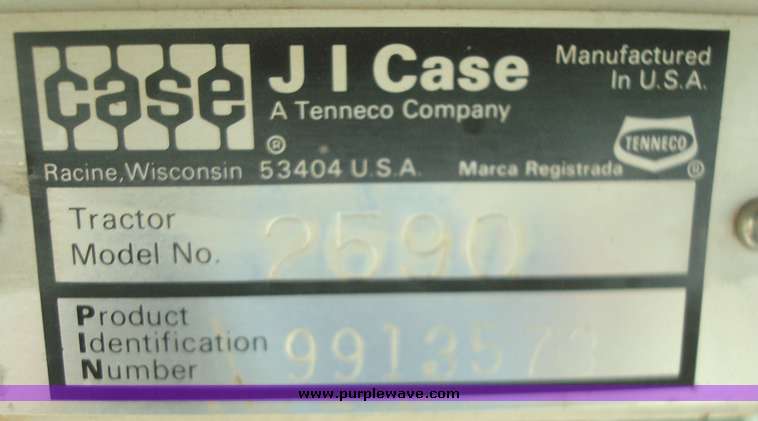 case
J I Case
A Tenneco Company
Manufactured
In U.S.A.
®
Racine, Wisconsin 53404 U.S.A.
Marca Registrada
TENNECO
®
Tractor
Model No. 2590
Product
Identification
Number 9913573
www.purplewave.com